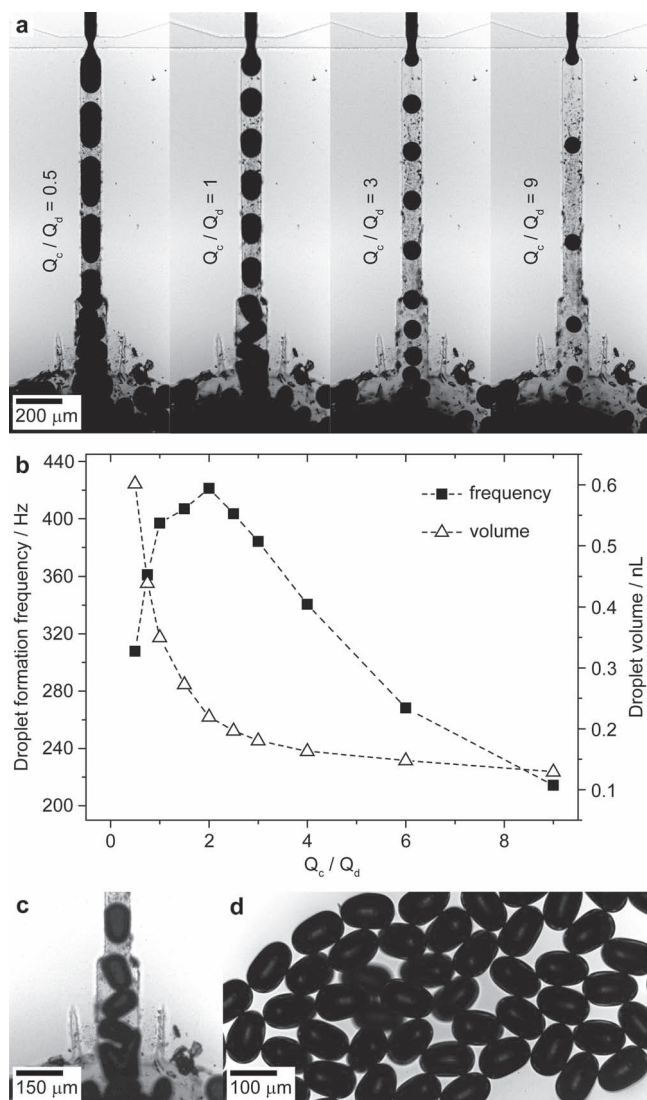 a
Q_c / Q_d = 0.5
Q_c / Q_d = 1
Q_c / Q_d = 3
Q_c / Q_d = 9
200 μm
b
440
400
360
320
280
240
200
Droplet formation frequency / Hz
frequency
volume
0.6
0.5
0.4
0.3
0.2
0.1
Droplet volume / nL
0 2 4 6 8
Q_c / Q_d
c
150 μm
d
100 μm